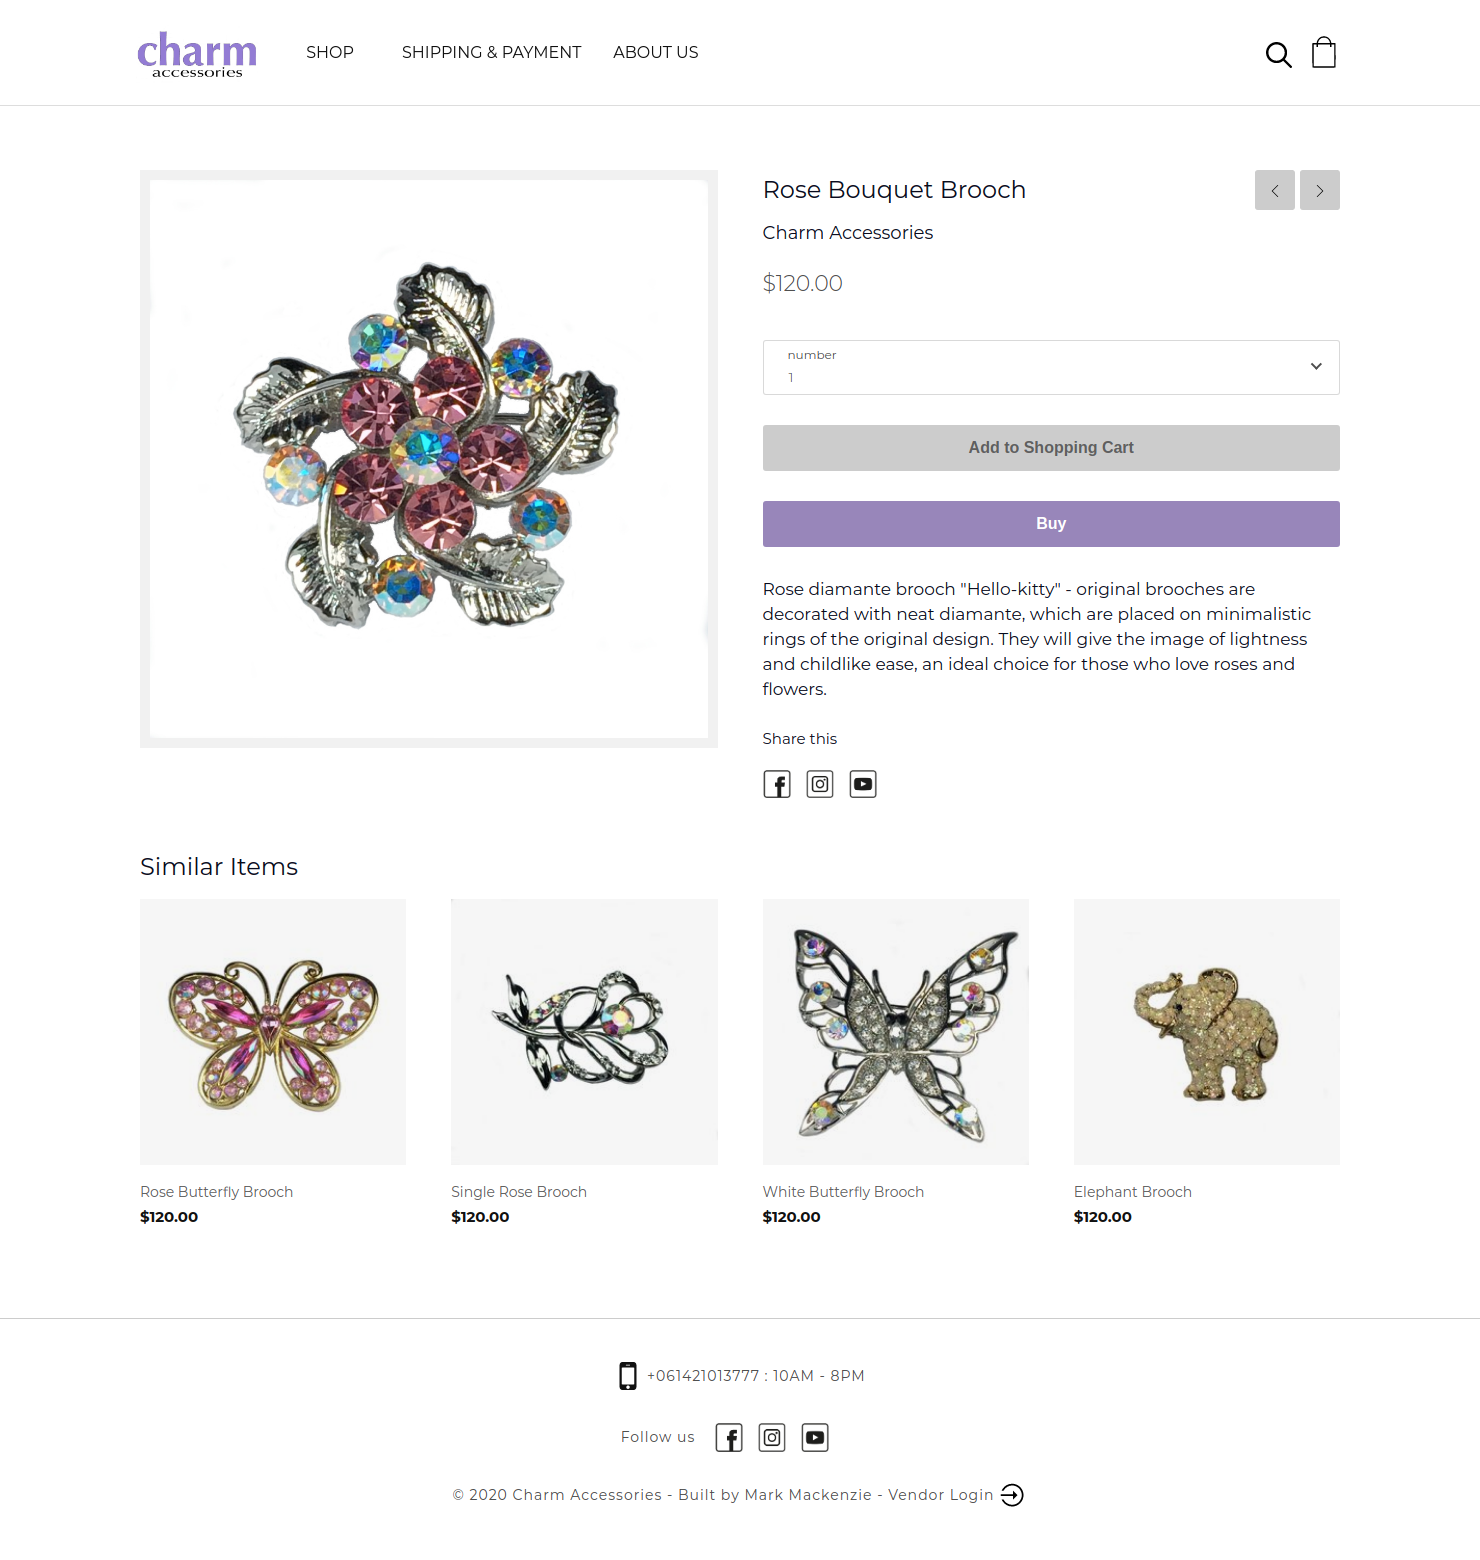 charm
accessories
SHOP
SHIPPING & PAYMENT
ABOUT US
Rose Bouquet Brooch
Charm Accessories
$120.00
number
1
Add to Shopping Cart
Buy
Rose diamante brooch "Hello-kitty" - original brooches are
decorated with neat diamante, which are placed on minimalistic
rings of the original design. They will give the image of lightness
and childlike ease, an ideal choice for those who love roses and
flowers.
Share this
Similar Items
Rose Butterfly Brooch
$120.00
Single Rose Brooch
$120.00
White Butterfly Brooch
$120.00
Elephant Brooch
$120.00
+061421013777 : 10AM - 8PM
Follow us
© 2020 Charm Accessories - Built by Mark Mackenzie - Vendor Login